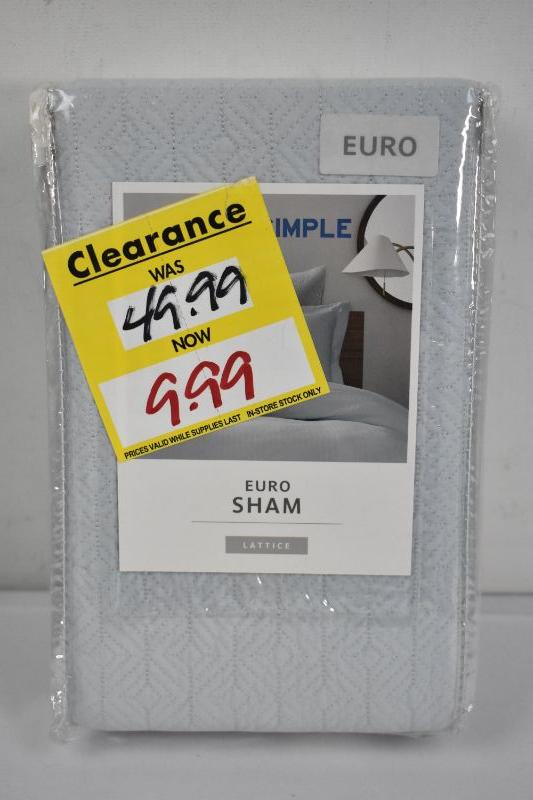 EURO
SIMPLE
Clearance
WAS
49.99
NOW
9.99
PRICES VALID WHILE SUPPLIES LAST IN-STORE STOCK ONLY
EURO
SHAM
LATTICE